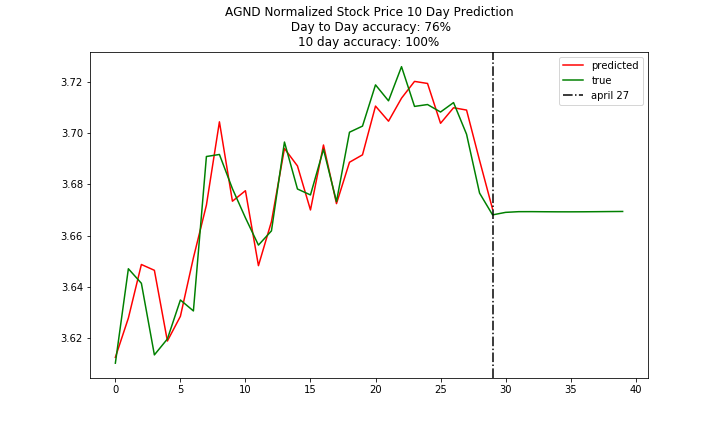 AGND Normalized Stock Price 10 Day Prediction
Day to Day accuracy: 76%
10 day accuracy: 100%
predicted
true
april 27
3.72
3.70
3.68
3.66
3.64
3.62
0 5 10 15 20 25 30 35 40